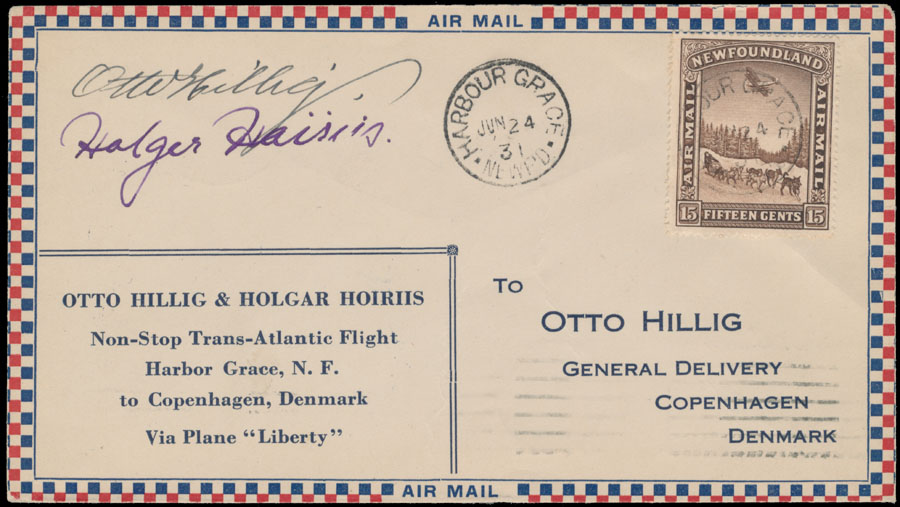 AIR MAIL
Otto Hillig
Holger Hoiriis.
HARBOUR GRACE
JUN 24
31
NEWF'D
NEWFOUNDLAND
AIR MAIL
AIR MAIL
15 FIFTEEN CENTS 15
OUR GRACE
OTTO HILLIG & HOLGAR HOIRIIS
Non-Stop Trans-Atlantic Flight
Harbor Grace, N. F.
to Copenhagen, Denmark
Via Plane "Liberty"
TO
OTTO HILLIG
GENERAL DELIVERY
COPENHAGEN
DENMARK
AIR MAIL